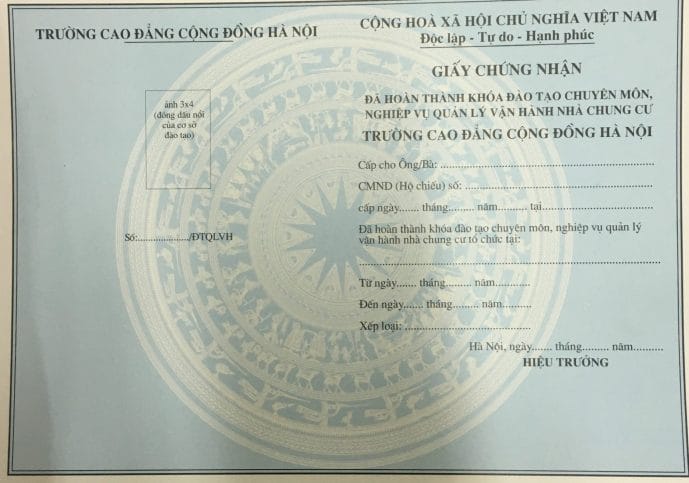 TRƯỜNG CAO ĐẲNG CỘNG ĐỒNG HÀ NỘI
ảnh 3x4
(đóng dấu nổi
của cơ sở
đào tạo)
Số:...................../ĐTQLVH
CỘNG HOÀ XÃ HỘI CHỦ NGHĨA VIỆT NAM
Độc lập - Tự do - Hạnh phúc
GIẤY CHỨNG NHẬN
ĐÃ HOÀN THÀNH KHÓA ĐÀO TẠO CHUYÊN MÔN,
NGHIỆP VỤ QUẢN LÝ VẬN HÀNH NHÀ CHUNG CƯ
TRƯỜNG CAO ĐẲNG CỘNG ĐỒNG HÀ NỘI
Cấp cho Ông/Bà: ......................................................
CMND (Hộ chiếu) số: ................................................
cấp ngày....... tháng....... năm........ tại............................
Đã hoàn thành khóa đào tạo chuyên môn, nghiệp vụ quản lý
vân hành nhà chung cư tổ chức tại:
................................................................................
Từ ngày....... tháng........ năm..........
Đến ngày....... tháng........ năm.........
Xếp loại: ..................................
Hà Nội, ngày....... tháng......... năm..........
HIỆU TRƯỞNG